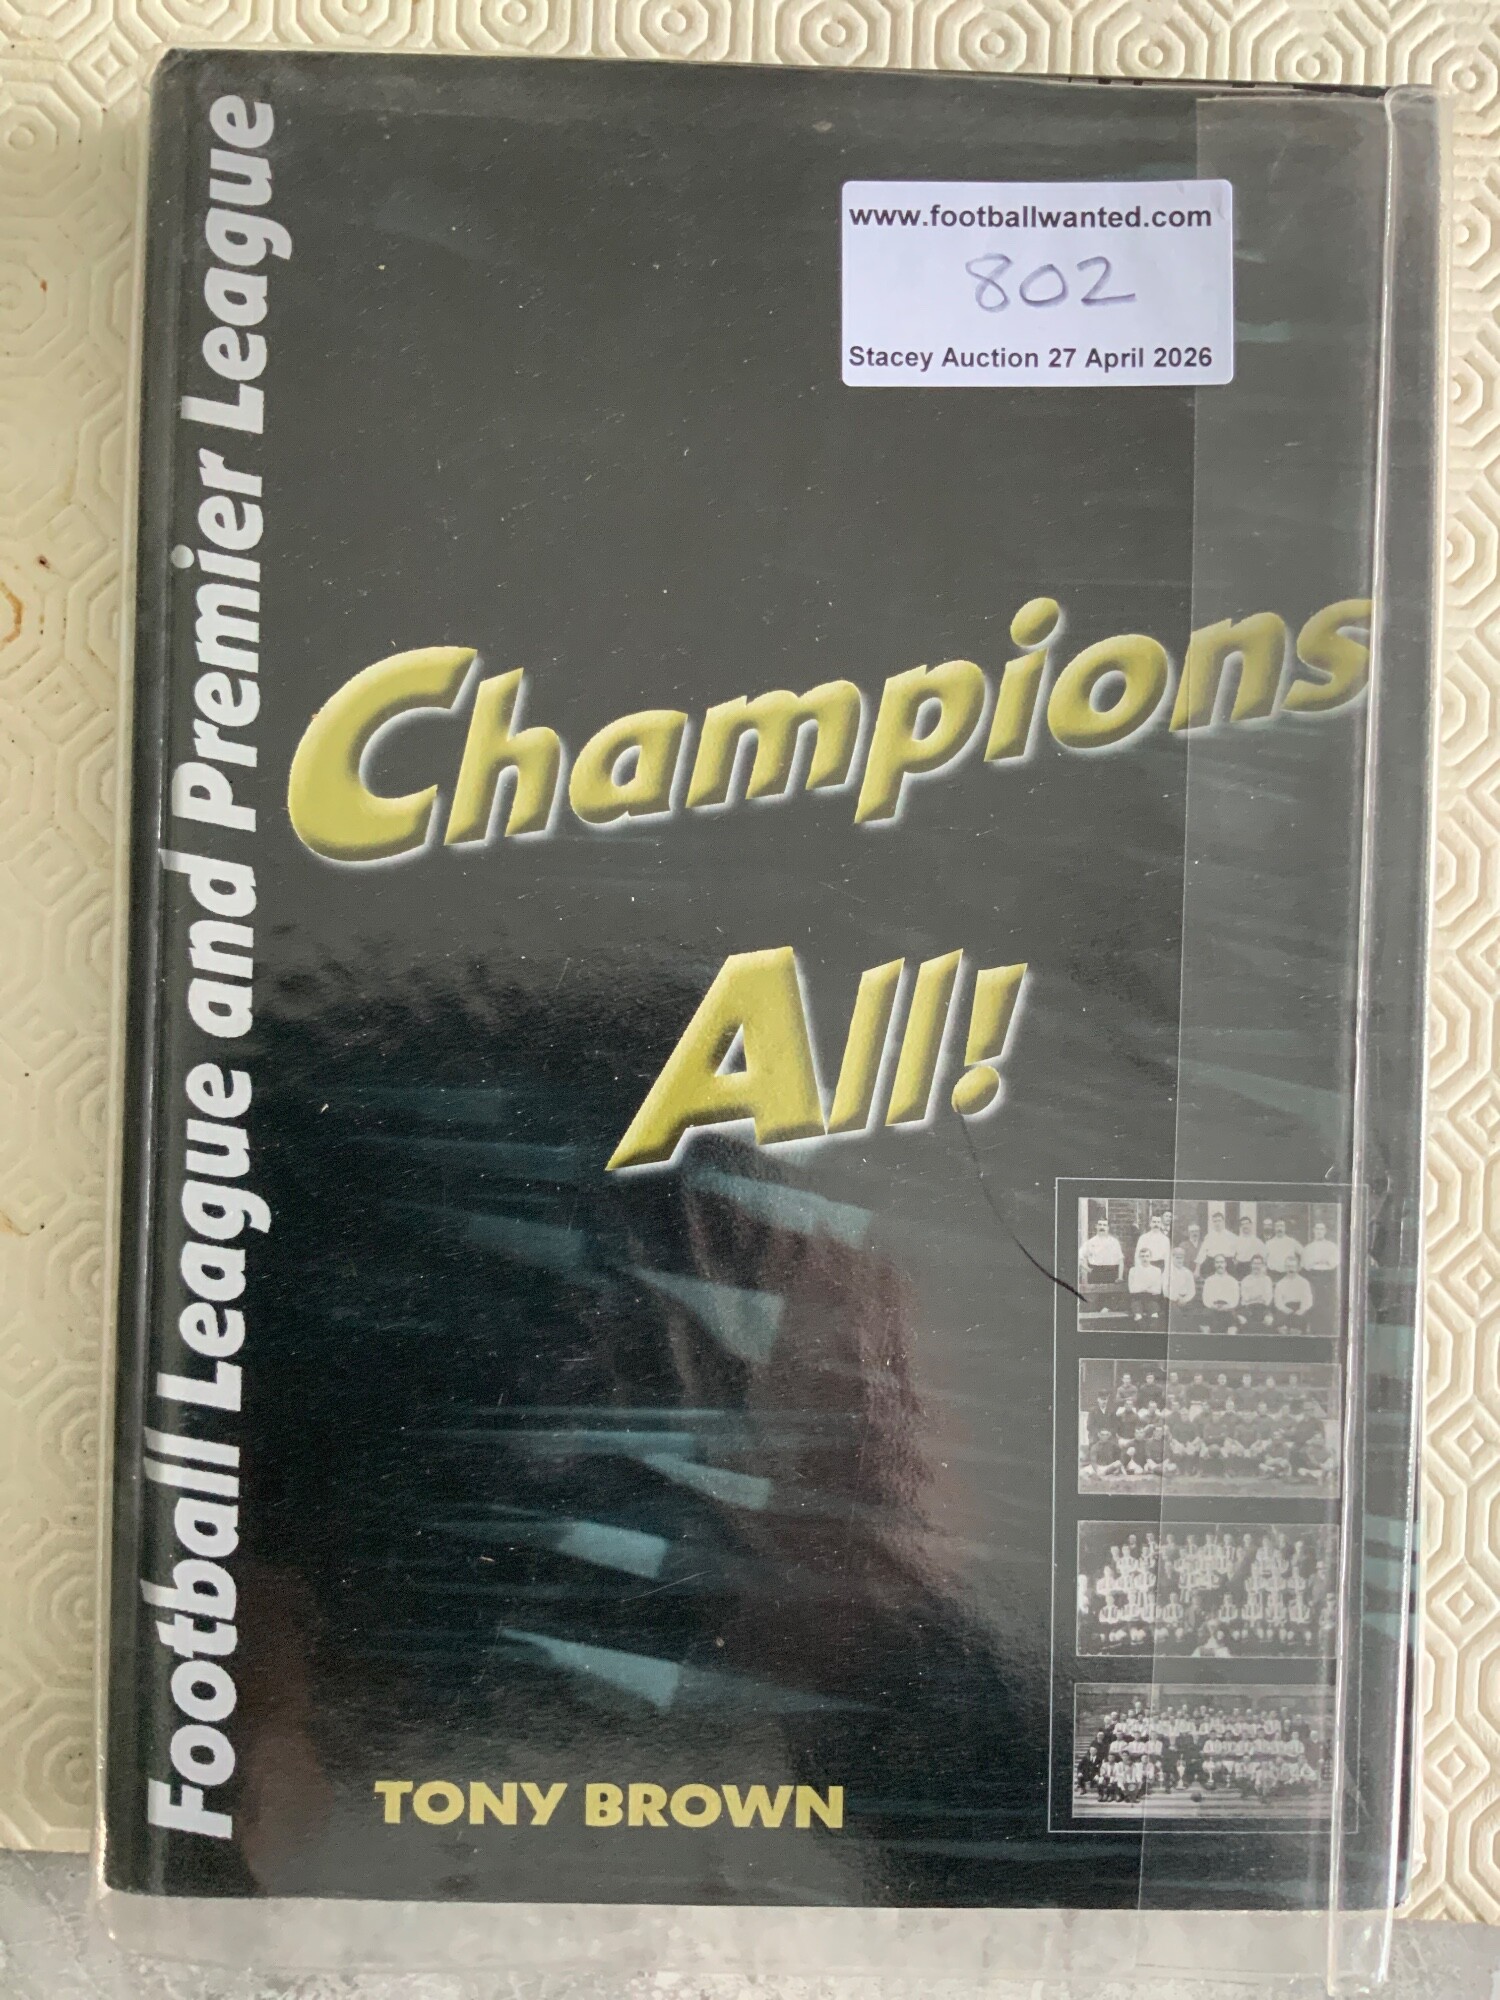 www.footballwanted.com
802
Stacey Auction 27 April 2026
Football League and Premier League
Champions
All!
TONY BROWN